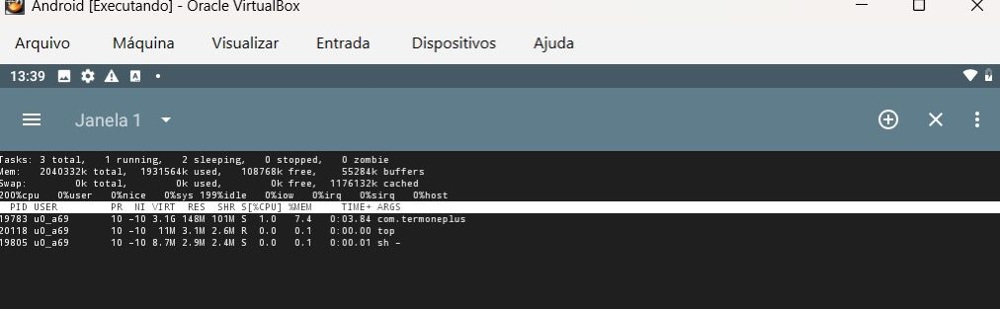 Android [Executando] - Oracle VirtualBox
Arquivo Máquina Visualizar Entrada Dispositivos Ajuda
13:39
Janela 1
Tasks: 3 total, 1 running, 2 sleeping, 0 stopped, 0 zombie
Mem: 2040332k total, 1931564k used, 108768k free, 55284k buffers
Swap: 0k total, 0k used, 0k free, 1176132k cached
200%cpu 0%user 0%nice 0%sys 199%idle 0%iow 0%irq 0%sirq 0%host
PID USER PR NI VIRT RES SHR S[%CPU] %MEM TIME+ ARGS
19783 u0_a69 10 -10 3.1G 148M 101M S 1.0 7.4 0:03.84 com.termoneplus
20118 u0_a69 10 -10 11M 3.1M 2.6M R 0.0 0.1 0:00.00 top
19805 u0_a69 10 -10 8.7M 2.9M 2.4M S 0.0 0.1 0:00.01 sh -